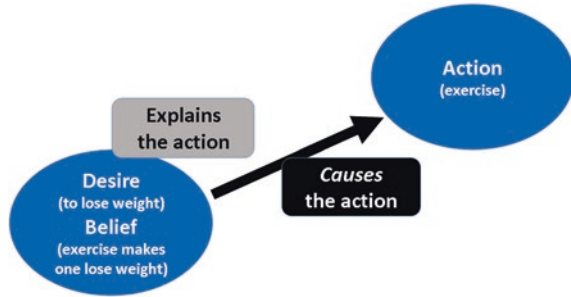 Action
(exercise)
Explains
the action
Causes
the action
Desire
(to lose weight)
Belief
(exercise makes
one lose weight)